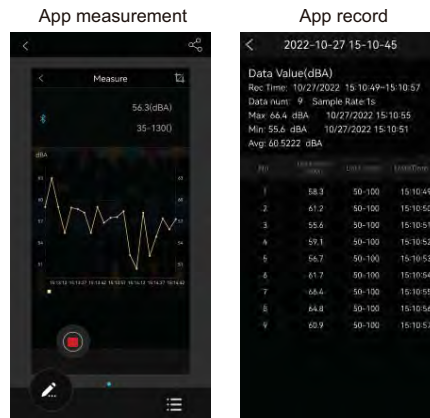 App measurement
App record
Measure
56.3(dBA)
35-130()
dBA
2022-10-27 15-10-45
Data Value(dBA)
Rec Time: 10/27/2022 15:10:49~15:10:57
Data num: 9 Sample Rate:1s
Max: 66.4 dBA 10/27/2022 15:10:55
Min: 55.6 dBA 10/27/2022 15:10:51
Avg: 60.5222 dBA
1 58.3 50-100 15:10:49
2 61.2 50-100 15:10:50
3 55.6 50-100 15:10:51
4 59.1 50-100 15:10:52
5 56.7 50-100 15:10:53
6 61.7 50-100 15:10:54
7 66.4 50-100 15:10:55
8 64.8 50-100 15:10:56
9 60.9 50-100 15:10:57